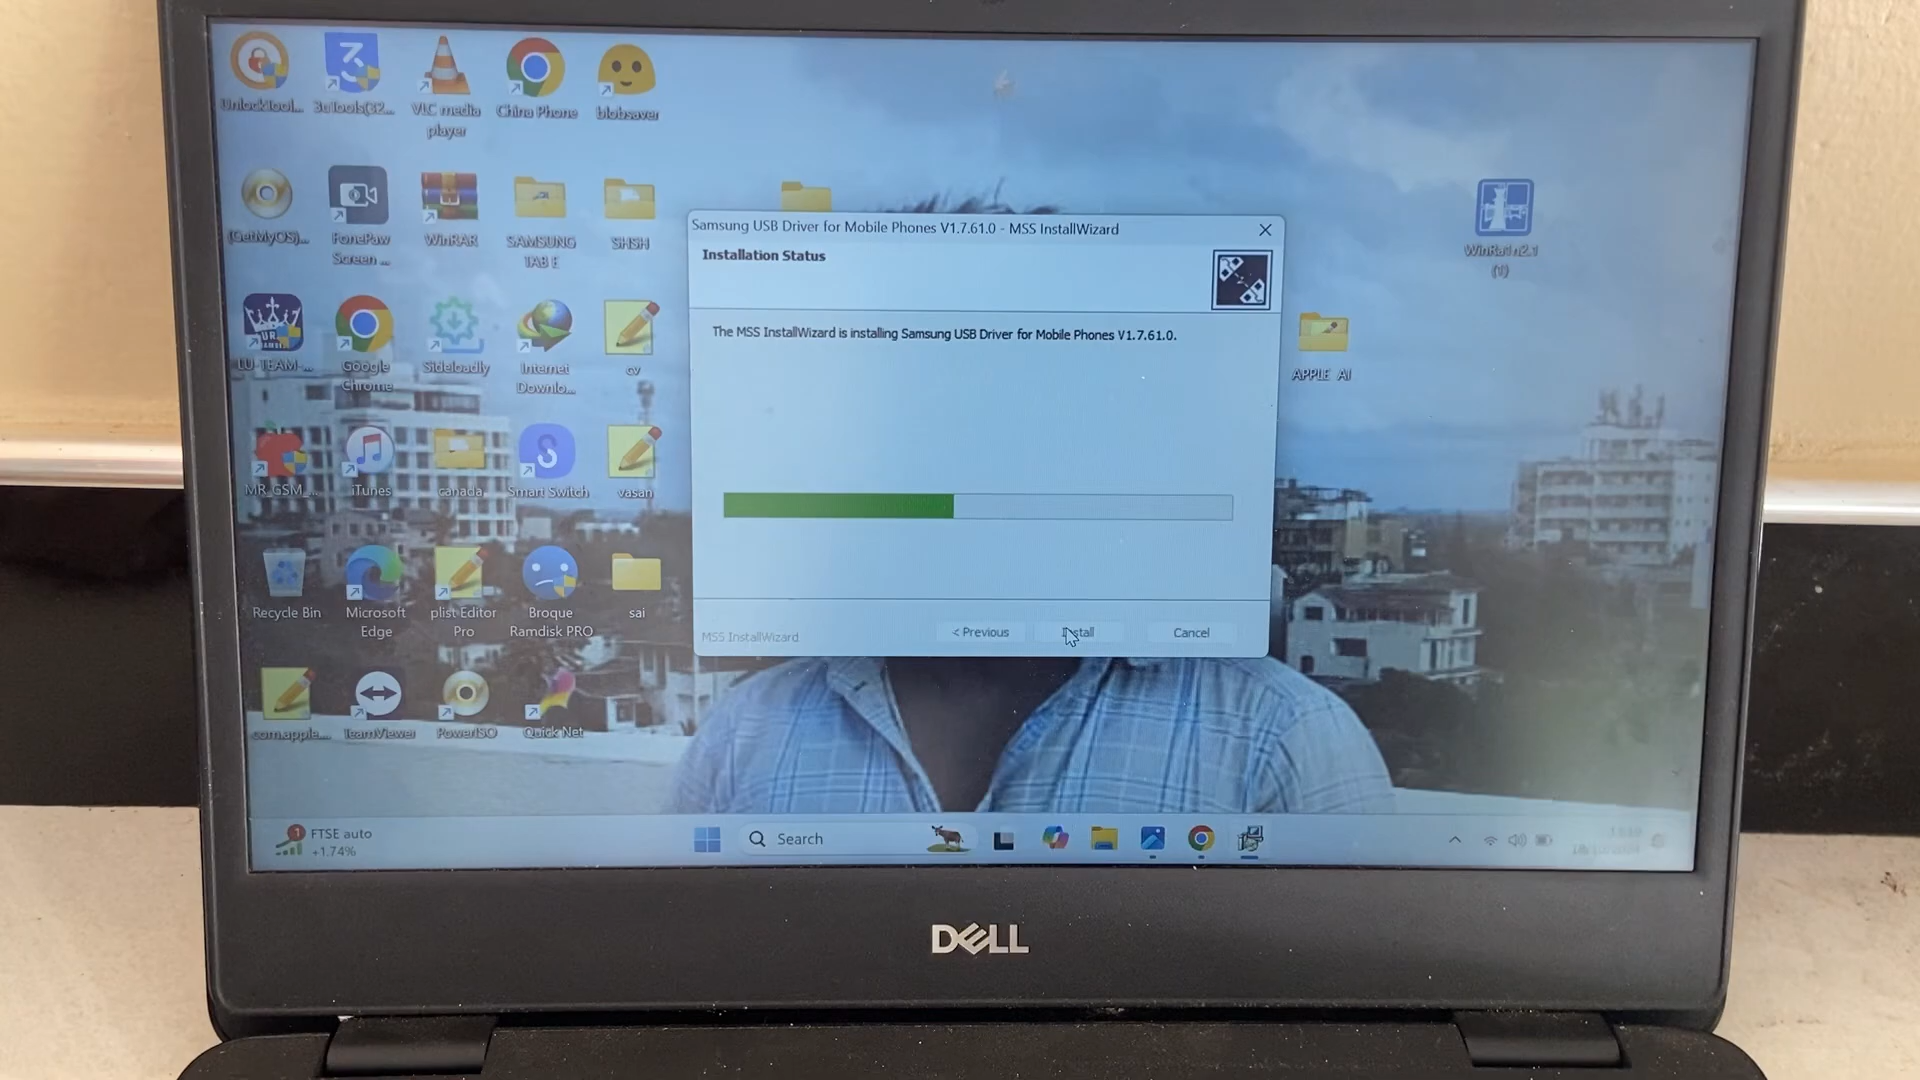 UnlockTool...
3uTools(32...
VLC media
player
China Phone
blobsaver
(GetMyOS)...
FonePaw
Screen ...
WinRAR
SAMSUNG
TAB E
SHSH
WinRa1n2.1
(1)
Samsung USB Driver for Mobile Phones V1.7.61.0 - MSS InstallWizard
Installation Status
The MSS InstallWizard is installing Samsung USB Driver for Mobile Phones V1.7.61.0.
MSS InstallWizard
< Previous
Install
Cancel
LU-TEAM-...
Google
Chrome
Sideloadly
Internet
Downlo...
cv
APPLE AI
MR_GSM_...
iTunes
canada
Smart Switch
vasan
Recycle Bin
Microsoft
Edge
plist Editor
Pro
Broque
Ramdisk PRO
sai
com.apple....
TeamViewer
PowerISO
Quick Net
1
FTSE auto
+1.74%
Search
DELL